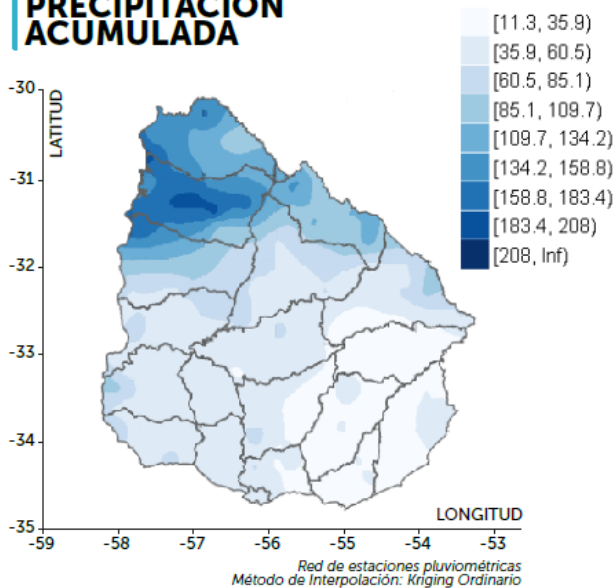 PRECIPITACIÓN
ACUMULADA
[11.3, 35.9)
[35.9, 60.5)
[60.5, 85.1)
[85.1, 109.7)
[109.7, 134.2)
[134.2, 158.8)
[158.8, 183.4)
[183.4, 208)
[208, Inf)
LATITUD
-30
-31
-32
-33
-34
-35
LONGITUD
-59 -58 -57 -56 -55 -54 -53
Red de estaciones pluviométricas
Método de Interpolación: Kriging Ordinario